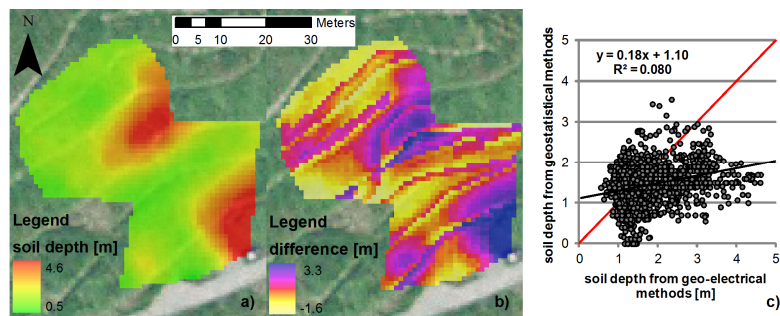 N
Meters
0 5 10 20 30
Legend
soil depth [m]
4.6
0.5
a)
Legend
difference [m]
3.3
-1.6
b)
soil depth from geostatistical methods
5
4
3
2
1
0
y = 0.18x + 1.10
R² = 0.080
0 1 2 3 4 5
soil depth from geo-electrical
methods [m]
c)